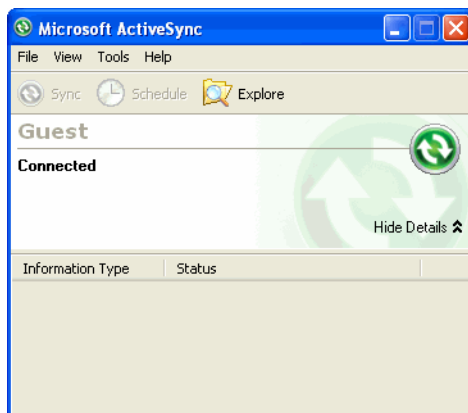 Microsoft ActiveSync
File View Tools Help
Sync Schedule Explore
Guest
Connected
Hide Details
Information Type Status